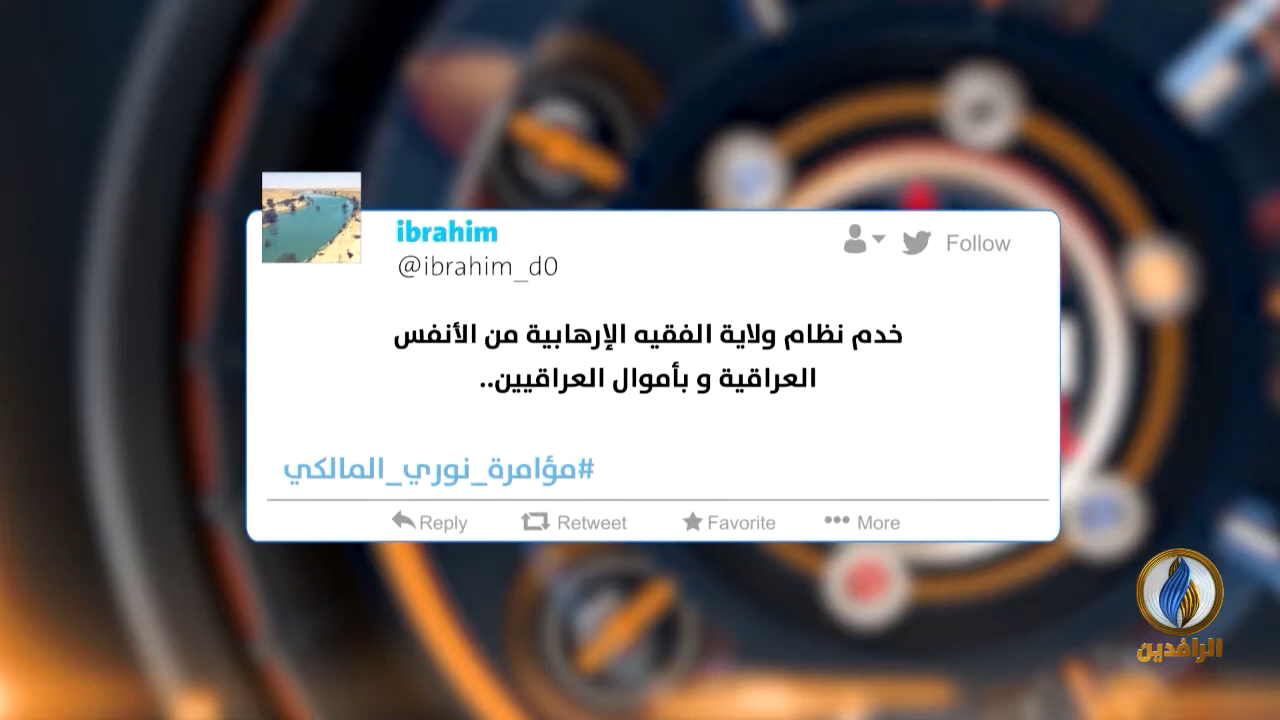 ibrahim
@ibrahim_d0
Follow
خدم نظام ولاية الفقيه الإرهابية من الأنفس
العراقية و بأموال العراقيين..
#مؤامرة_نوري_المالكي
Reply Retweet Favorite More
الرافدين